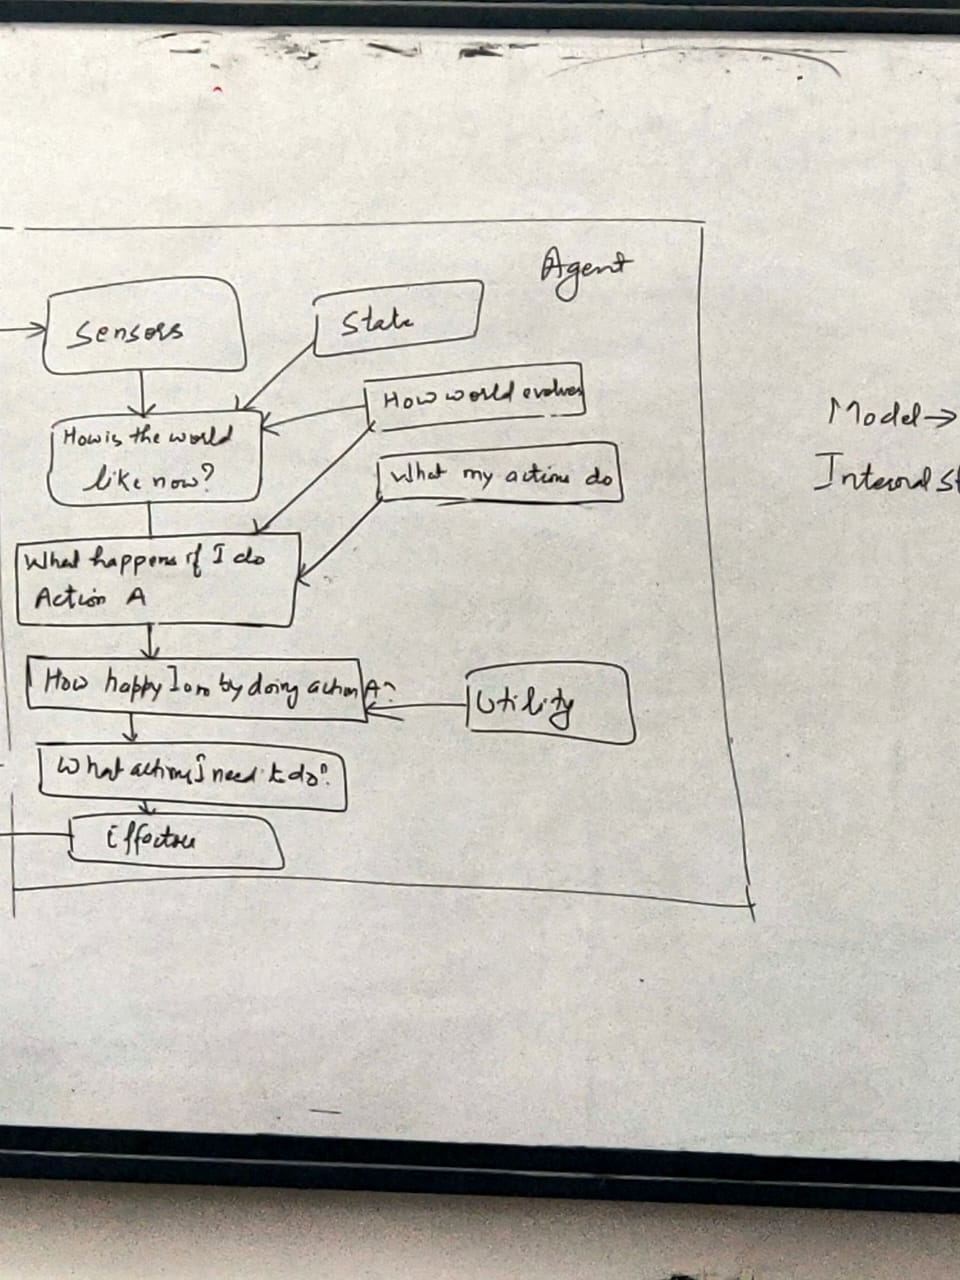 Agent
Sensors
State
How world evolves
How is the world
like now?
What my actions do
What happens if I do
Action A
How happy I am by doing action A?
Utility
What actions I need to do?
Effectors
Model →
Internal st